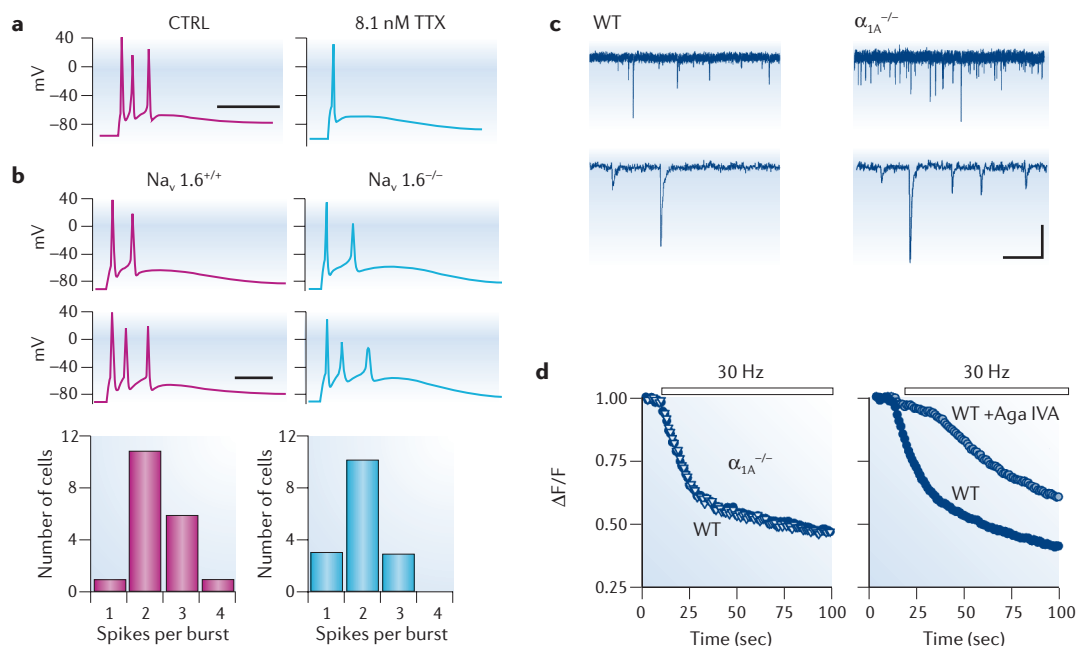 a
CTRL
8.1 nM TTX
mV
40
0
−40
−80
b
Naᵥ 1.6⁺/⁺
Naᵥ 1.6⁻/⁻
mV
40
0
−40
−80
mV
40
0
−40
−80
Number of cells
12
8
4
0
1 2 3 4
Spikes per burst
Number of cells
12
8
4
0
1 2 3 4
Spikes per burst
c
WT
α₁A⁻/⁻
d
30 Hz
ΔF/F
1.00
0.75
0.50
0.25
α₁A⁻/⁻
WT
0 25 50 75 100
Time (sec)
30 Hz
WT +Aga IVA
WT
0 25 50 75 100
Time (sec)